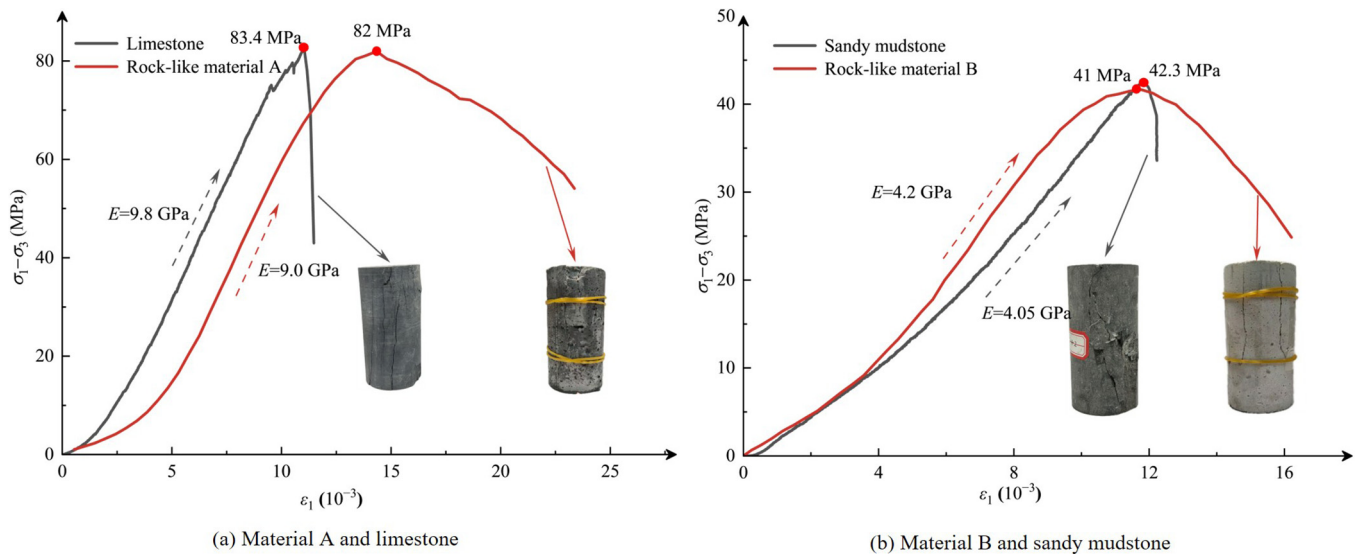 Limestone
Rock-like material A
83.4 MPa
82 MPa
E=9.8 GPa
E=9.0 GPa
σ₁−σ₃ (MPa)
80
60
40
20
0
0
5
10
15
20
25
ε₁ (10⁻³)
(a) Material A and limestone
Sandy mudstone
Rock-like material B
41 MPa
42.3 MPa
E=4.2 GPa
E=4.05 GPa
σ₁−σ₃ (MPa)
50
40
30
20
10
0
0
4
8
12
16
ε₁ (10⁻³)
(b) Material B and sandy mudstone